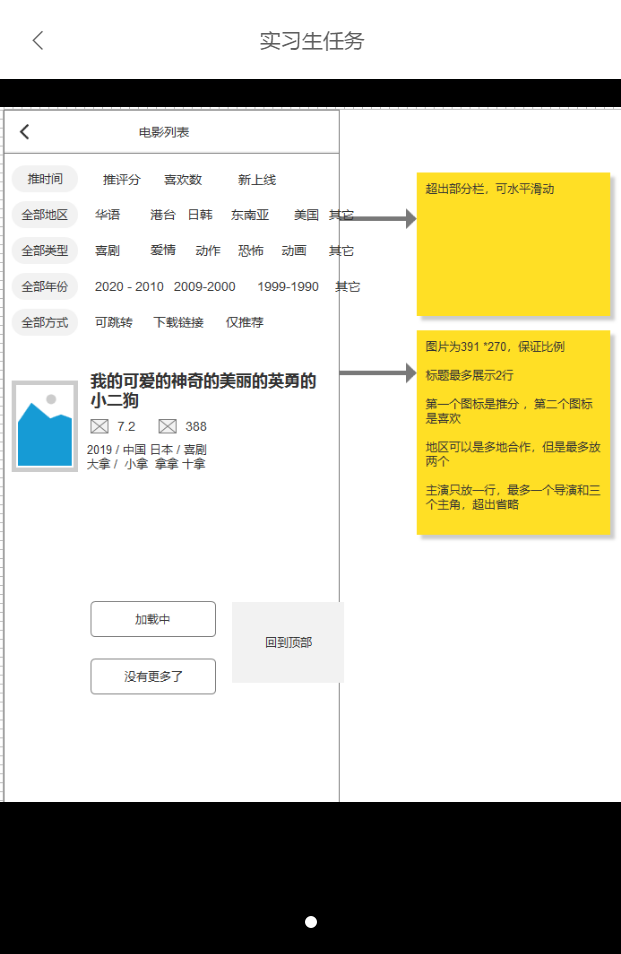 实习生任务
电影列表
推时间 推评分 喜欢数 新上线
全部地区 华语 港台 日韩 东南亚 美国 其它
全部类型 喜剧 爱情 动作 恐怖 动画 其它
全部年份 2020 - 2010 2009-2000 1999-1990 其它
全部方式 可跳转 下载链接 仅推荐
超出部分栏，可水平滑动
我的可爱的神奇的美丽的英勇的
小二狗
7.2 388
2019 / 中国 日本 / 喜剧
大拿 / 小拿 拿拿 十拿
图片为391 *270，保证比例
标题最多展示2行
第一个图标是推分 ，第二个图标
是喜欢
地区可以是多地合作，但是最多放
两个
主演只放一行，最多一个导演和三
个主角，超出省略
加载中
回到顶部
没有更多了